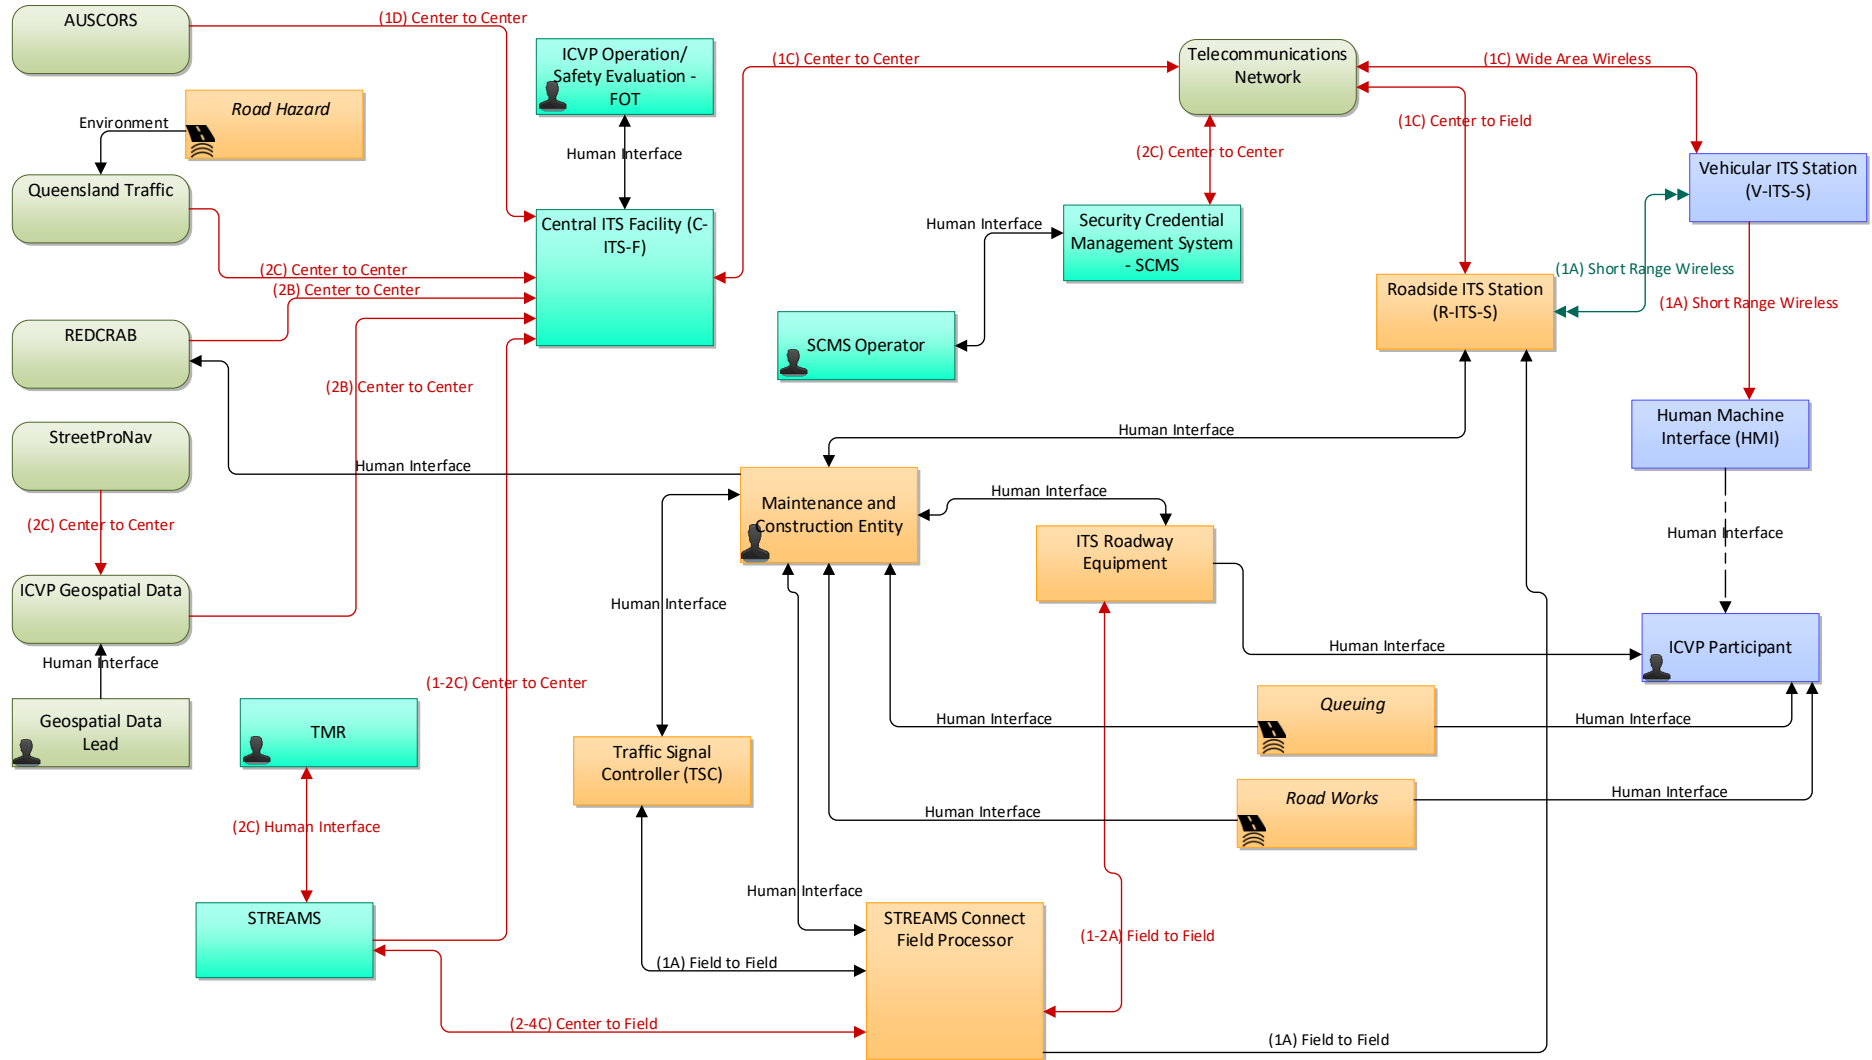 AUSCORS
(1D) Center to Center
ICVP Operation/
Safety Evaluation -
FOT
(1C) Center to Center
Telecommunications
Network
(1C) Wide Area Wireless
Road Hazard
Environment
Human Interface
(1C) Center to Field
(2C) Center to Center
Queensland Traffic
Vehicular ITS Station
(V-ITS-S)
Central ITS Facility (C-
ITS-F)
Human Interface
Security Credential
Management System
- SCMS
(2C) Center to Center
(2B) Center to Center
(1A) Short Range Wireless
Roadside ITS Station
(R-ITS-S)
(1A) Short Range Wireless
REDCRAB
SCMS Operator
(2B) Center to Center
StreetProNav
Human Interface
Human Machine
Interface (HMI)
Human Interface
Human Interface
Maintenance and
Construction Entity
(2C) Center to Center
ITS Roadway
Equipment
Human Interface
ICVP Geospatial Data
Human Interface
Human Interface
Human Interface
ICVP Participant
(1-2C) Center to Center
Geospatial Data
Lead
TMR
Human Interface
Queuing
Human Interface
Traffic Signal
Controller (TSC)
Human Interface
Road Works
Human Interface
(2C) Human Interface
Human Interface
STREAMS
STREAMS Connect
Field Processor
(1-2A) Field to Field
(1A) Field to Field
(2-4C) Center to Field
(1A) Field to Field